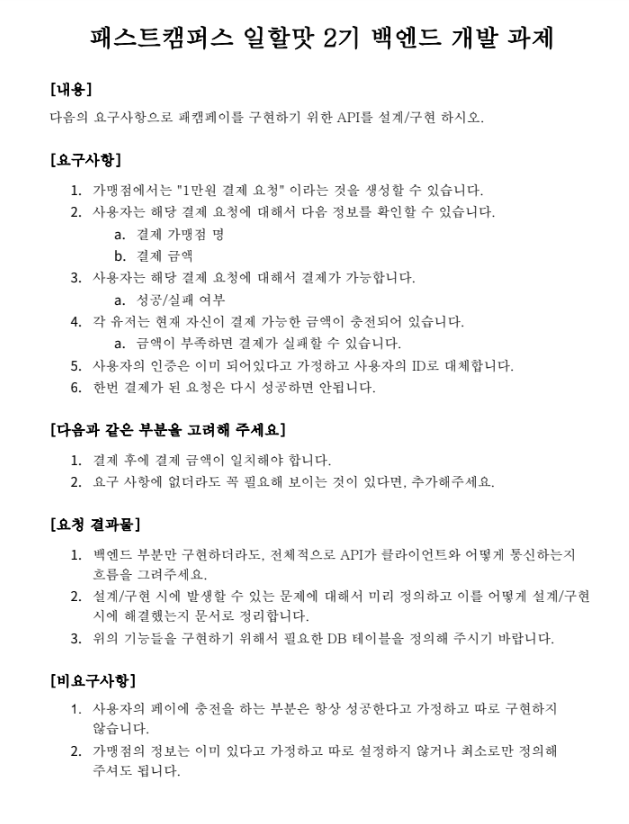 패스트캠퍼스 일할맛 2기 백엔드 개발 과제
[내용]
다음의 요구사항으로 패캠페이를 구현하기 위한 API를 설계/구현 하시오.
[요구사항]
1. 가맹점에서는 "1만원 결제 요청" 이라는 것을 생성할 수 있습니다.
2. 사용자는 해당 결제 요청에 대해서 다음 정보를 확인할 수 있습니다.
a. 결제 가맹점 명
b. 결제 금액
3. 사용자는 해당 결제 요청에 대해서 결제가 가능합니다.
a. 성공/실패 여부
4. 각 유저는 현재 자신이 결제 가능한 금액이 충전되어 있습니다.
a. 금액이 부족하면 결제가 실패할 수 있습니다.
5. 사용자의 인증은 이미 되어있다고 가정하고 사용자의 ID로 대체합니다.
6. 한번 결제가 된 요청은 다시 성공하면 안됩니다.
[다음과 같은 부분을 고려해 주세요]
1. 결제 후에 결제 금액이 일치해야 합니다.
2. 요구 사항에 없더라도 꼭 필요해 보이는 것이 있다면, 추가해주세요.
[요청 결과물]
1. 백엔드 부분만 구현하더라도, 전체적으로 API가 클라이언트와 어떻게 통신하는지
흐름을 그려주세요.
2. 설계/구현 시에 발생할 수 있는 문제에 대해서 미리 정의하고 이를 어떻게 설계/구현
시에 해결했는지 문서로 정리합니다.
3. 위의 기능들을 구현하기 위해서 필요한 DB 테이블을 정의해 주시기 바랍니다.
[비요구사항]
1. 사용자의 페이에 충전을 하는 부분은 항상 성공한다고 가정하고 따로 구현하지
않습니다.
2. 가맹점의 정보는 이미 있다고 가정하고 따로 설정하지 않거나 최소로만 정의해
주셔도 됩니다.